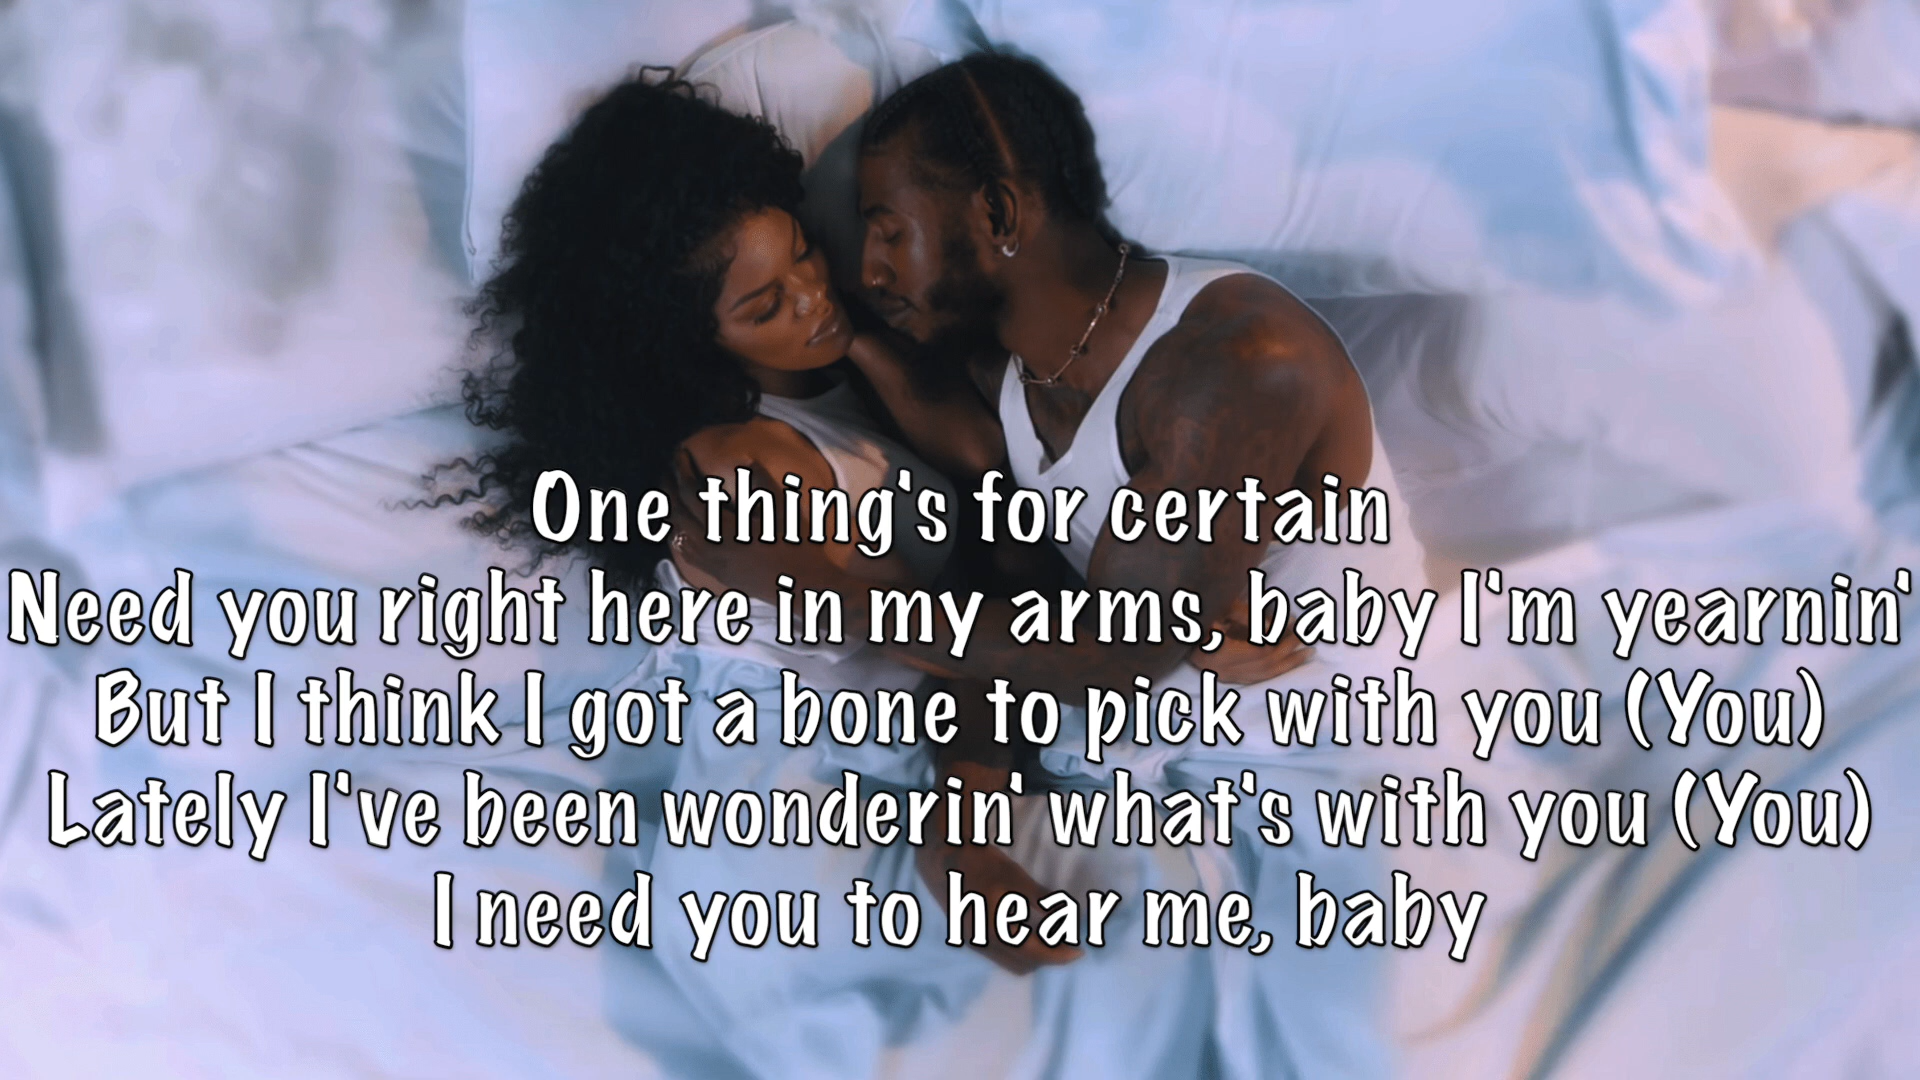 One thing's for certain
Need you right here in my arms, baby I'm yearnin'
But I think I got a bone to pick with you (You)
Lately I've been wonderin' what's with you (You)
I need you to hear me, baby